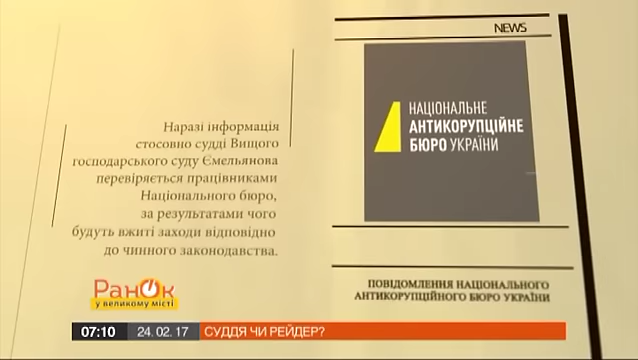 NEWS
НАЦІОНАЛЬНЕ
АНТИКОРУПЦІЙНЕ
БЮРО УКРАЇНИ
Наразі інформація
стосовно судді Вищого
господарського суду Ємельянова
перевіряється працівниками
Національного бюро,
за результатами чого
будуть вжиті заходи відповідно
до чинного законодавства.
ПОВІДОМЛЕННЯ НАЦІОНАЛЬНОГО
АНТИКОРУПЦІЙНОГО БЮРО УКРАЇНИ
РАНОК
У ВЕЛИКОМУ МІСТІ
07:10 24. 02. 17 СУДДЯ ЧИ РЕЙДЕР?